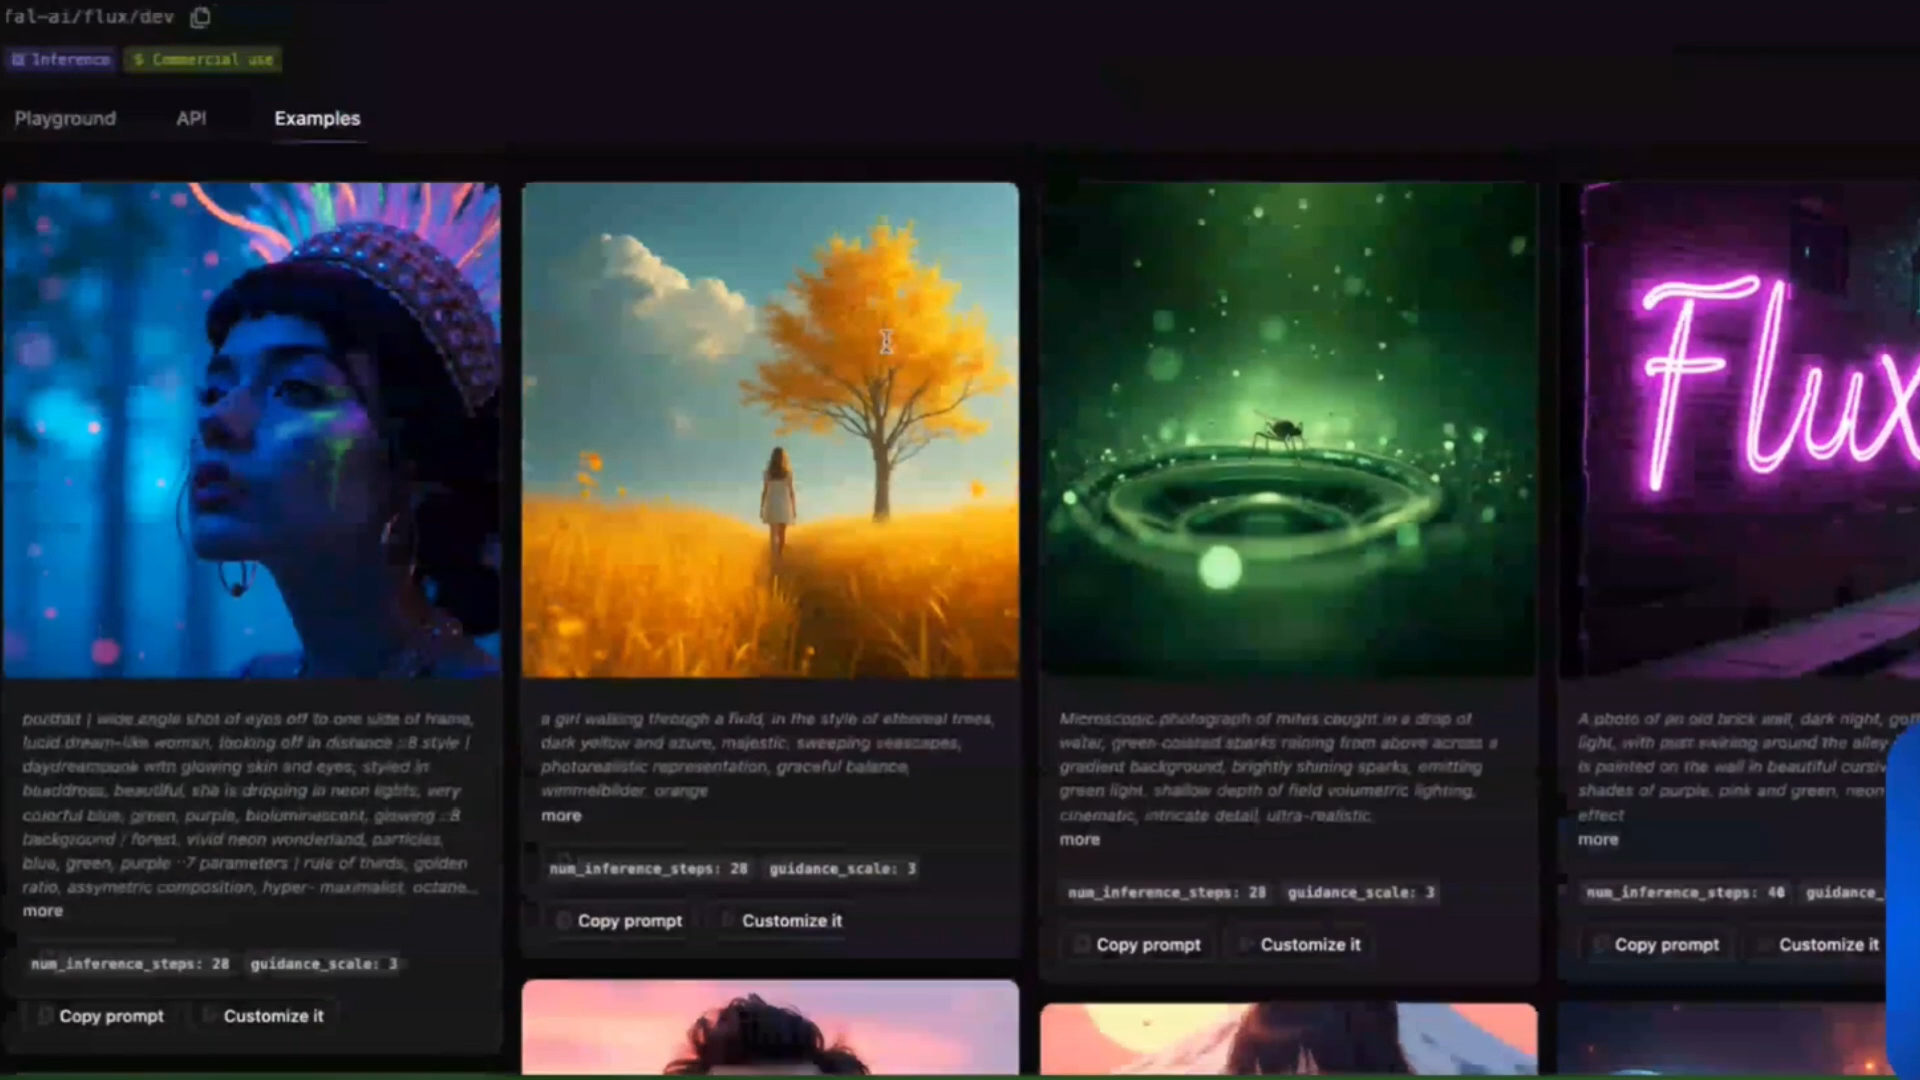 fal-ai/flux/dev
Inference
$ Commercial use
Playground
API
Examples
portrait | wide angle shot of eyes off to one side of frame,
lucid dream-like woman, looking off in distance ::8 style |
daydreampunk with glowing skin and eyes, styled in
headdress, beautiful, she is dripping in neon lights, very
colorful blue, green, purple, bioluminescent, glowing ::8
background | forest, vivid neon wonderland, particles,
blue, green, purple ::7 parameters | rule of thirds, golden
ratio, assymetric composition, hyper- maximalist, octane...
more
num_inference_steps: 28
guidance_scale: 3
Copy prompt
Customize it
a girl walking through a field, in the style of ethereal trees,
dark yellow and azure, majestic, sweeping seascapes,
photorealistic representation, graceful balance,
wimmelbilder, orange
more
num_inference_steps: 28
guidance_scale: 3
Copy prompt
Customize it
Microscopic photograph of mites caught in a drop of
water, green-coated sparks raining from above across a
gradient background, brightly shining sparks, emitting
green light, shallow depth of field volumetric lighting,
cinematic, intricate detail, ultra-realistic.
more
num_inference_steps: 28
guidance_scale: 3
Copy prompt
Customize it
Flux
A photo of an old brick wall, dark night,
light, with swirling around the alley
is painted on the wall in beautiful
shades of purple, pink and green, neon
effect
more
num_inference_steps: 40
guidance_
Copy prompt
Customize it